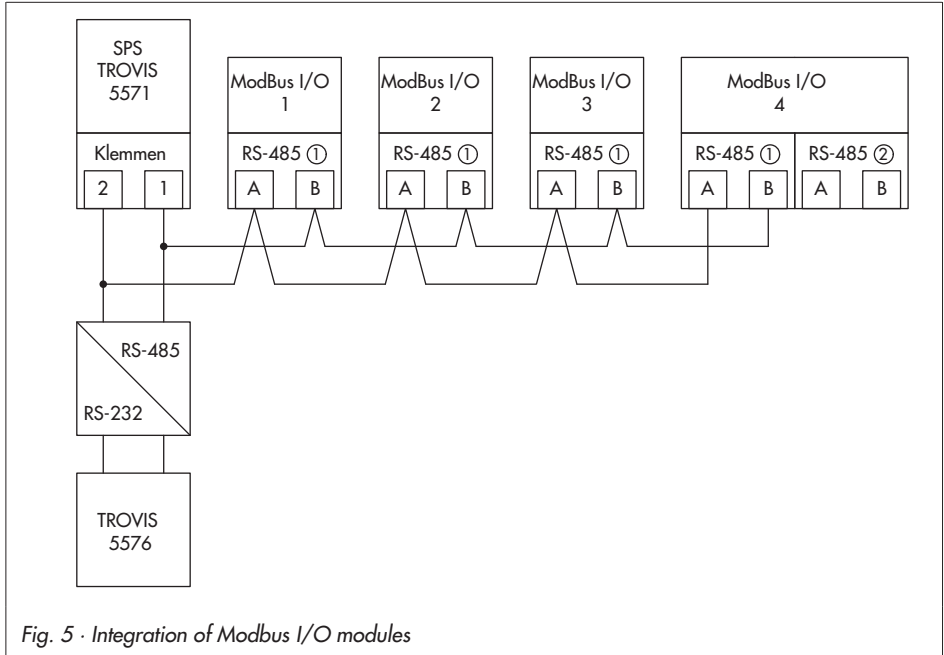 SPS
TROVIS
5571
Klemmen
2 1
ModBus I/O
1
RS-485 ①
A B
ModBus I/O
2
RS-485 ①
A B
ModBus I/O
3
RS-485 ①
A B
ModBus I/O
4
RS-485 ① RS-485 ②
A B A B
RS-485
RS-232
TROVIS
5576
Fig. 5 · Integration of Modbus I/O modules